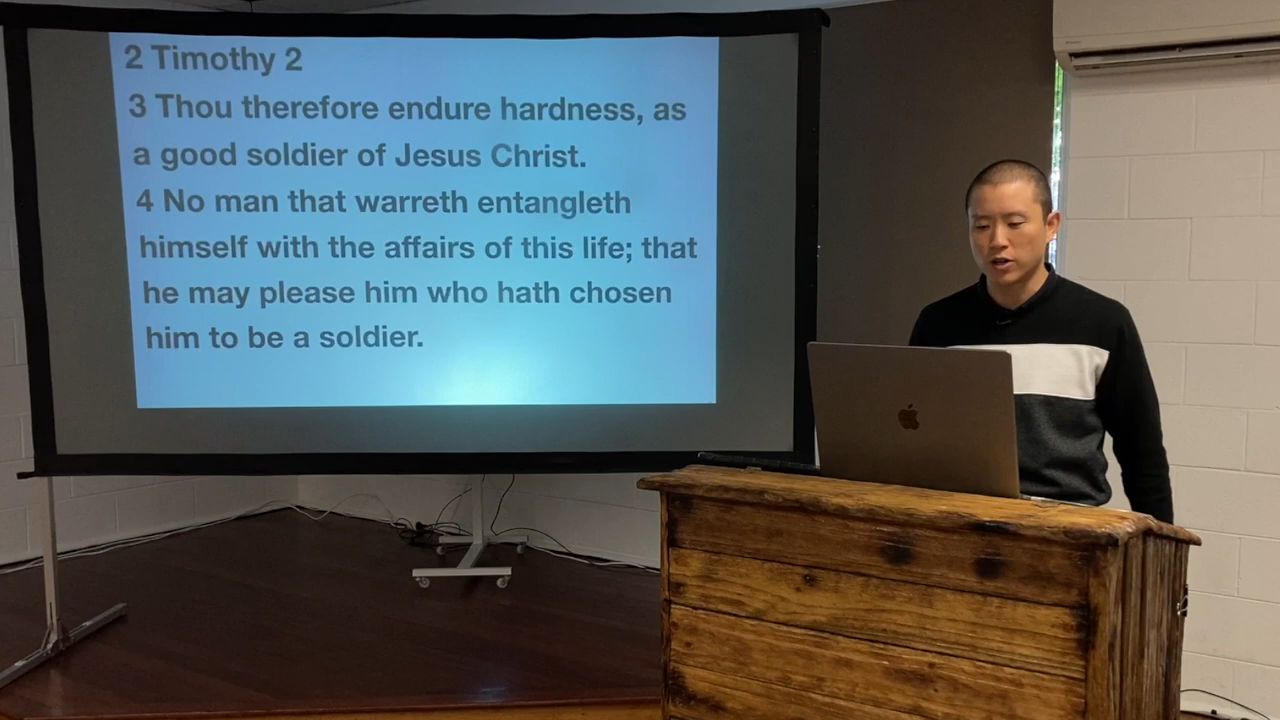 2 Timothy 2
3 Thou therefore endure hardness, as
a good soldier of Jesus Christ.
4 No man that warreth entangleth
himself with the affairs of this life; that
he may please him who hath chosen
him to be a soldier.